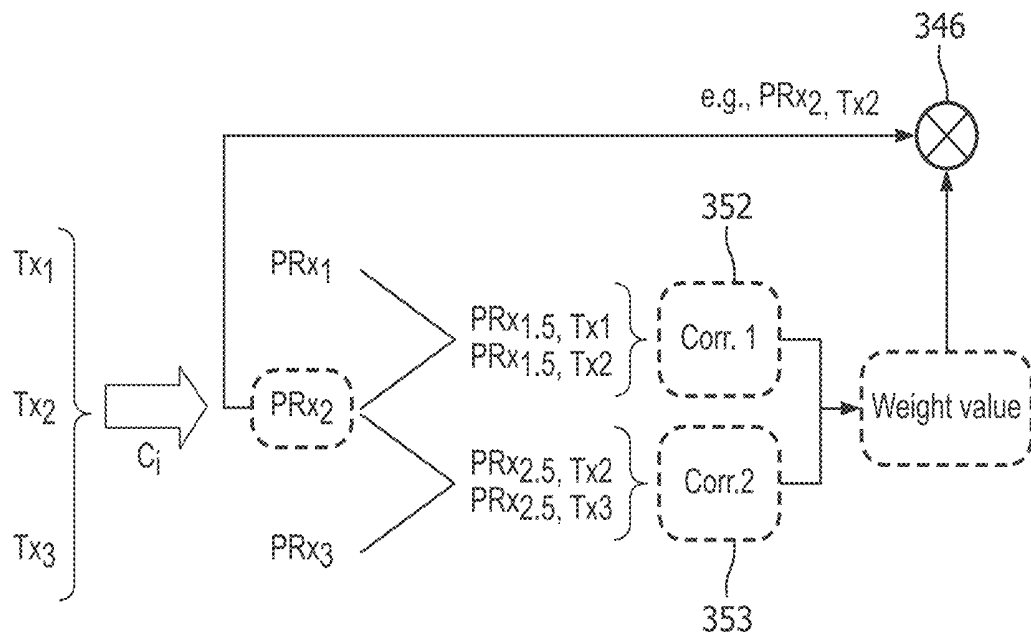 346
e.g., PRx2, Tx2
352
Tx1
PRx1
PRx1.5, Tx1
PRx1.5, Tx2
Corr. 1
Tx2
Ci
PRx2
Weight value
PRx2.5, Tx2
PRx2.5, Tx3
Corr.2
Tx3
PRx3
353